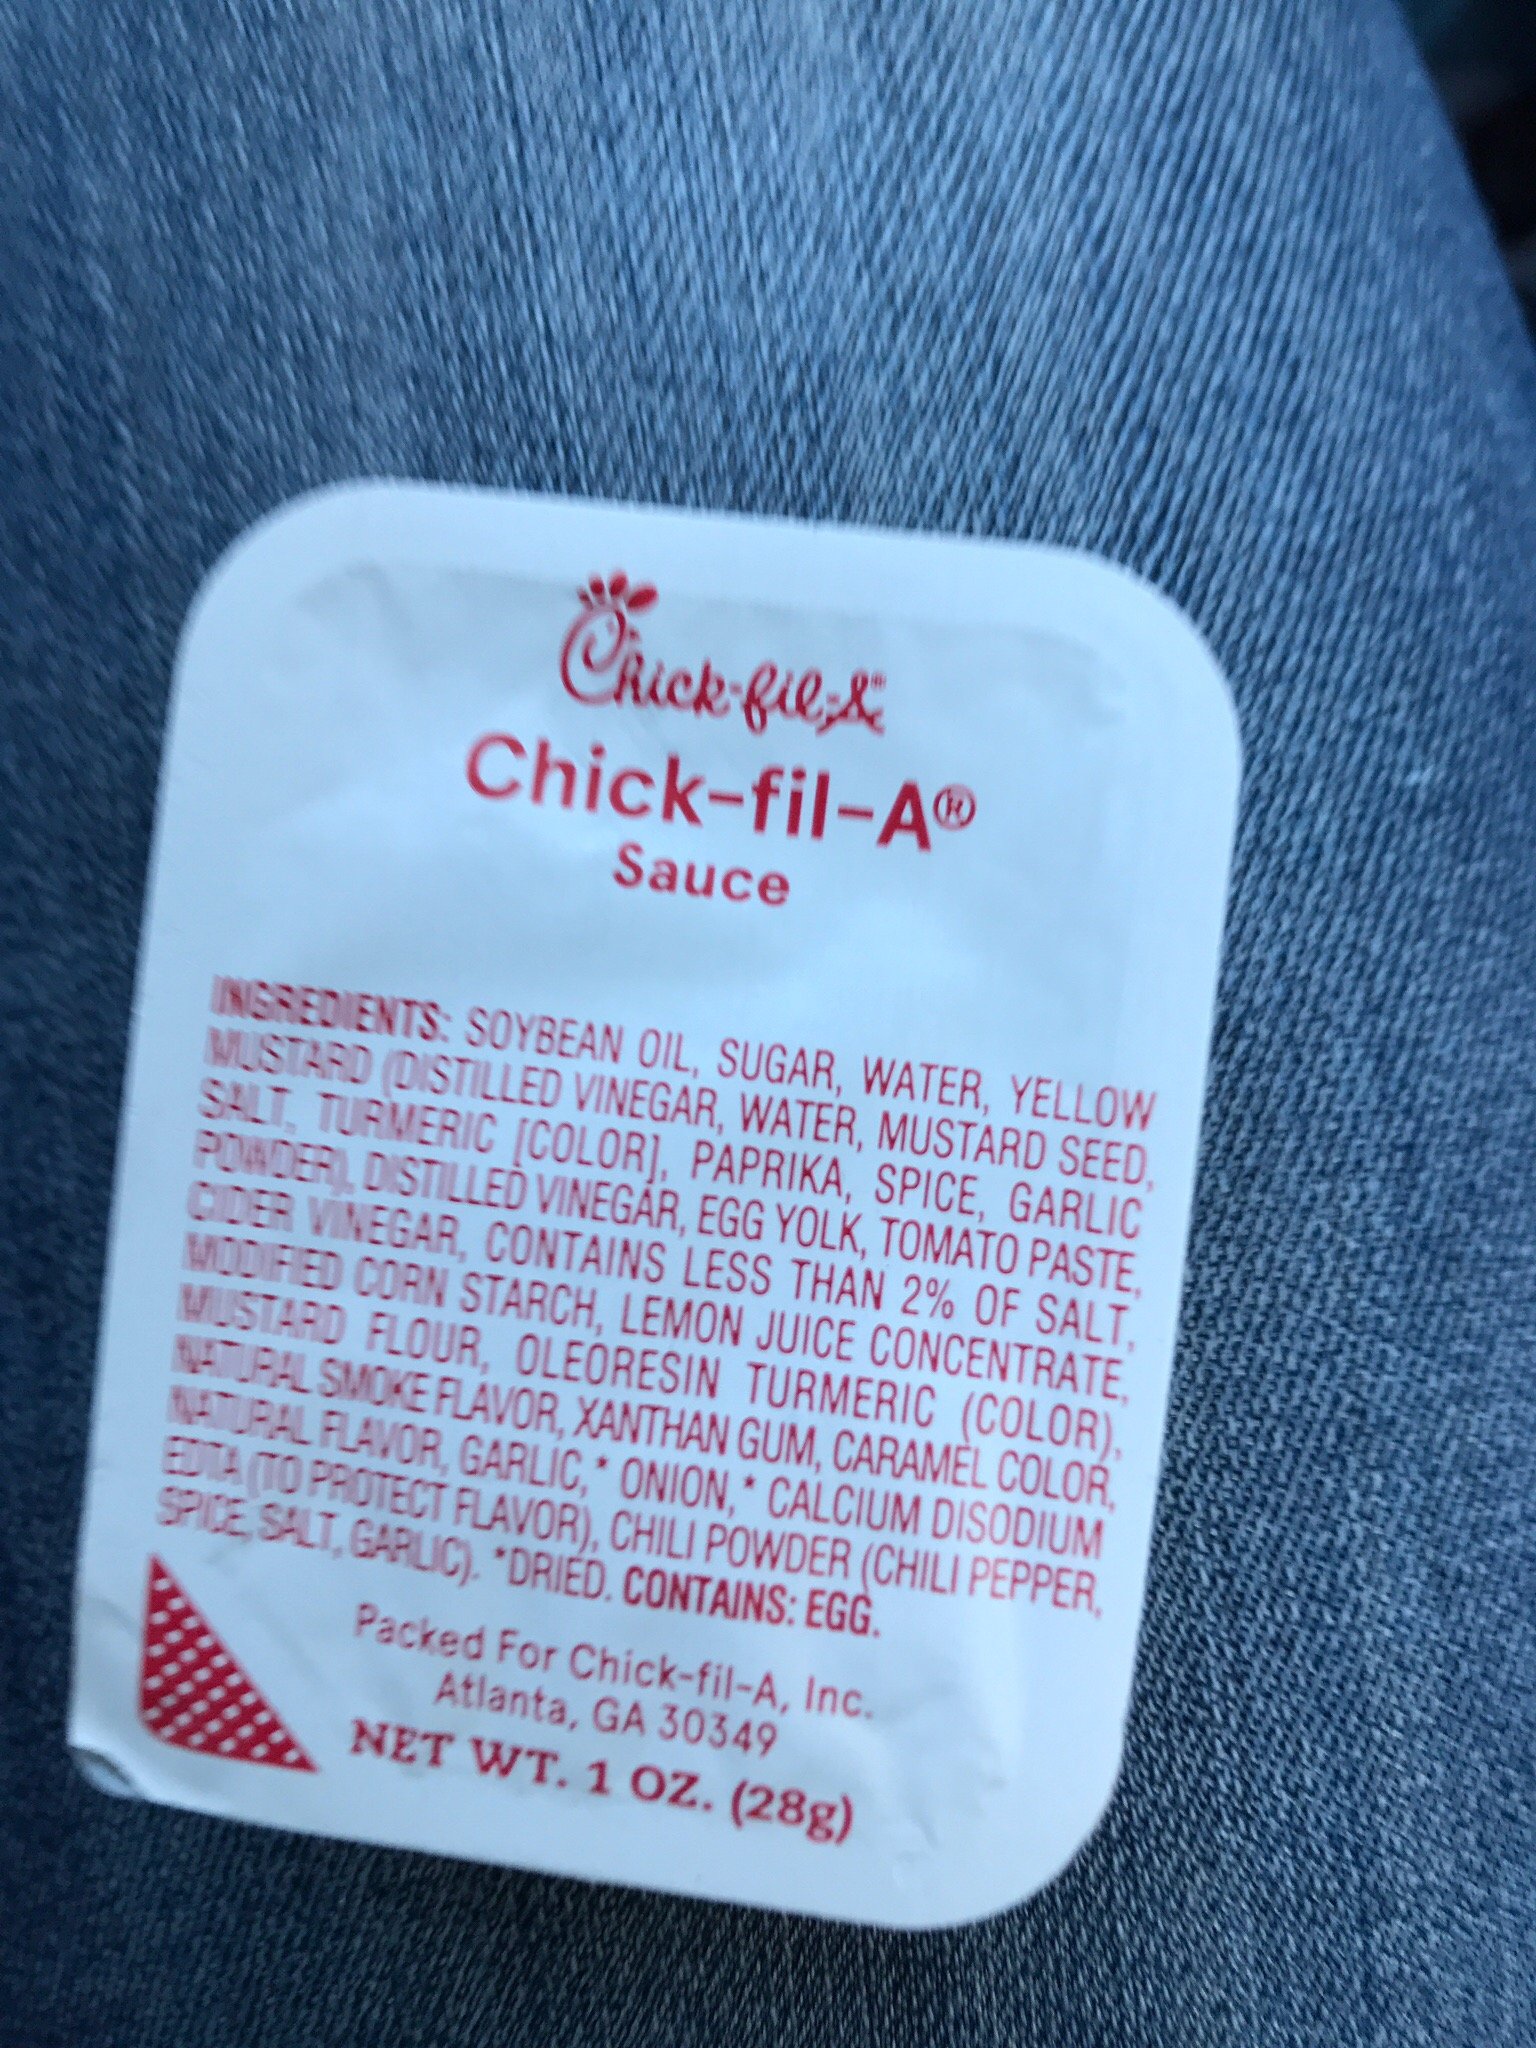 Chick-fil-A®
Chick-fil-A®
Sauce
INGREDIENTS: SOYBEAN OIL, SUGAR, WATER, YELLOW
MUSTARD (DISTILLED VINEGAR, WATER, MUSTARD SEED,
SALT, TURMERIC [COLOR], PAPRIKA, SPICE, GARLIC
POWDER), DISTILLED VINEGAR, EGG YOLK, TOMATO PASTE,
CIDER VINEGAR, CONTAINS LESS THAN 2% OF SALT,
MODIFIED CORN STARCH, LEMON JUICE CONCENTRATE,
MUSTARD FLOUR, OLEORESIN TURMERIC (COLOR),
NATURAL SMOKE FLAVOR, XANTHAN GUM, CARAMEL COLOR,
NATURAL FLAVOR, GARLIC,* ONION,* CALCIUM DISODIUM
EDTA (TO PROTECT FLAVOR), CHILI POWDER (CHILI PEPPER,
SPICE, SALT, GARLIC). *DRIED. CONTAINS: EGG.
Packed For Chick-fil-A, Inc.
Atlanta, GA 30349
NET WT. 1 OZ. (28g)